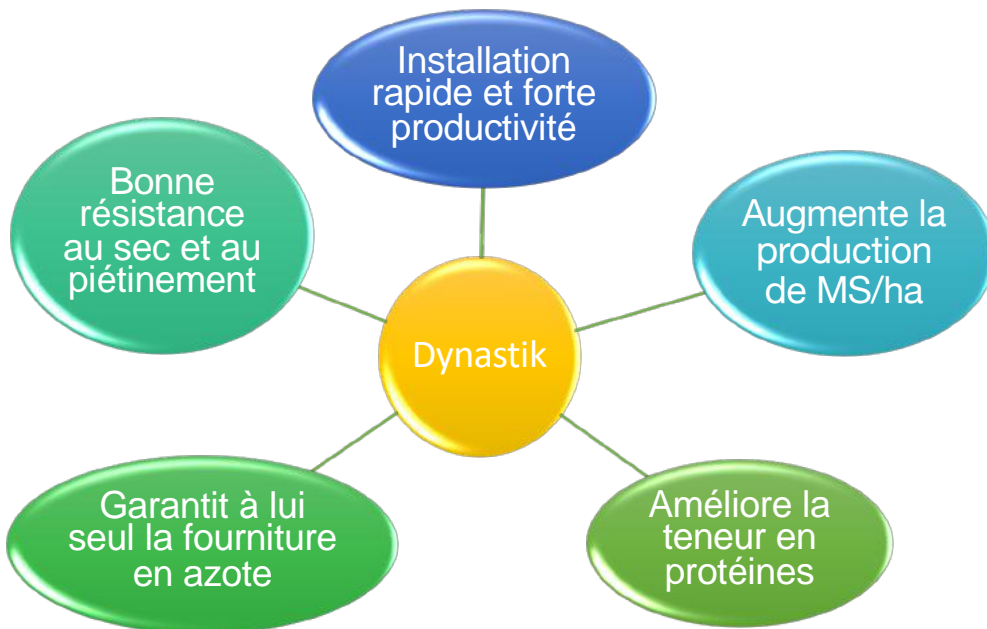 Installation
rapide et forte
productivité
Bonne
résistance
au sec et au
piétinement
Augmente la
production
de MS/ha
Dynastik
Garantit à lui
seul la fourniture
en azote
Améliore la
teneur en
protéines